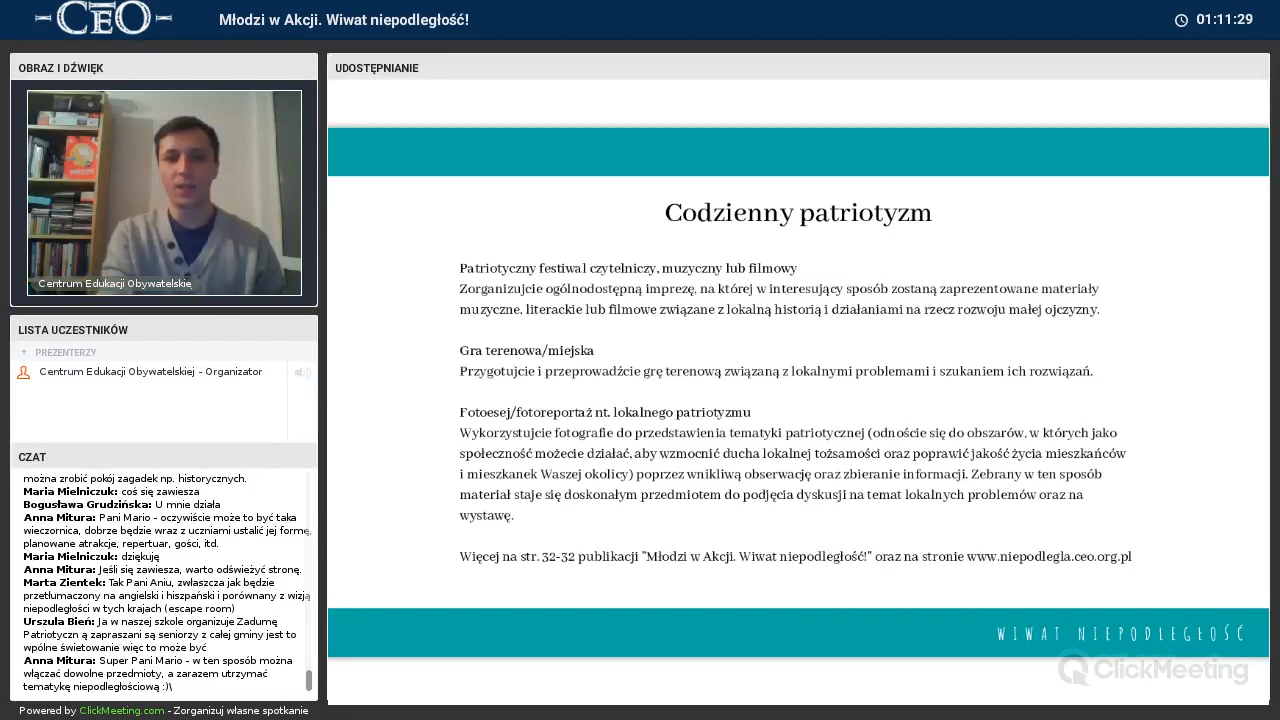 CEO
Młodzi w Akcji. Wiwat niepodległość!
01:11:29
OBRAZ I DŹWIĘK
Centrum Edukacji Obywatelskie
LISTA UCZESTNIKÓW
PREZENTERZY
Centrum Edukacji Obywatelskiej - Organizator
CZAT
można zrobić pokój zagadek np. historycznych.
Maria Mielniczuk: coś się zawiesza
Bogusława Grudzińska: U mnie działa
Anna Mitura: Pani Mario - oczywiście może to być taka
wieczornica, dobrze będzie wraz z uczniami ustalić jej formę,
planowane atrakcje, repertuar, gości, itd.
Maria Mielniczuk: dziękuję
Anna Mitura: Jeśli się zawiesza, warto odświeżyć stronę.
Marta Zientek: Tak Pani Aniu, zwłaszcza jak będzie
przetłumaczony na angielski i hiszpański i porównany z wizją
niepodległości w tych krajach (escape room)
Urszula Bień: Ja w naszej szkole organizuje Zadumę
Patriotyczn ą zapraszani są seniorzy z całej gminy jest to
wpólne świetowanie więc to może być
Anna Mitura: Super Pani Mario - w ten sposób można
włączać dowolne przedmioty, a zarazem utrzymać
tematykę niepodległościową :)\
Powered by ClickMeeting.com - Zorganizuj własne spotkanie
UDOSTĘPNIANIE
Codzienny patriotyzm
Patriotyczny festiwal czytelniczy, muzyczny lub filmowy
Zorganizujcie ogólnodostępną imprezę, na której w interesujący sposób zostaną zaprezentowane materiały
muzyczne, literackie lub filmowe związane z lokalną historią i działaniami na rzecz rozwoju małej ojczyzny.
Gra terenowa/miejska
Przygotujcie i przeprowadźcie grę terenową związaną z lokalnymi problemami i szukaniem ich rozwiązań.
Fotoesej/fotoreportaż nt. lokalnego patriotyzmu
Wykorzystujcie fotografie do przedstawienia tematyki patriotycznej (odnoście się do obszarów, w których jako
społeczność możecie działać, aby wzmocnić ducha lokalnej tożsamości oraz poprawić jakość życia mieszkańców
i mieszkanek Waszej okolicy) poprzez wnikliwą obserwację oraz zbieranie informacji. Zebrany w ten sposób
materiał staje się doskonałym przedmiotem do podjęcia dyskusji na temat lokalnych problemów oraz na
wystawę.
Więcej na str. 32-32 publikacji "Młodzi w Akcji. Wiwat niepodległość!" oraz na stronie www.niepodlegla.ceo.org.pl
WIWAT NIEPODLEGŁOŚĆ
ClickMeeting